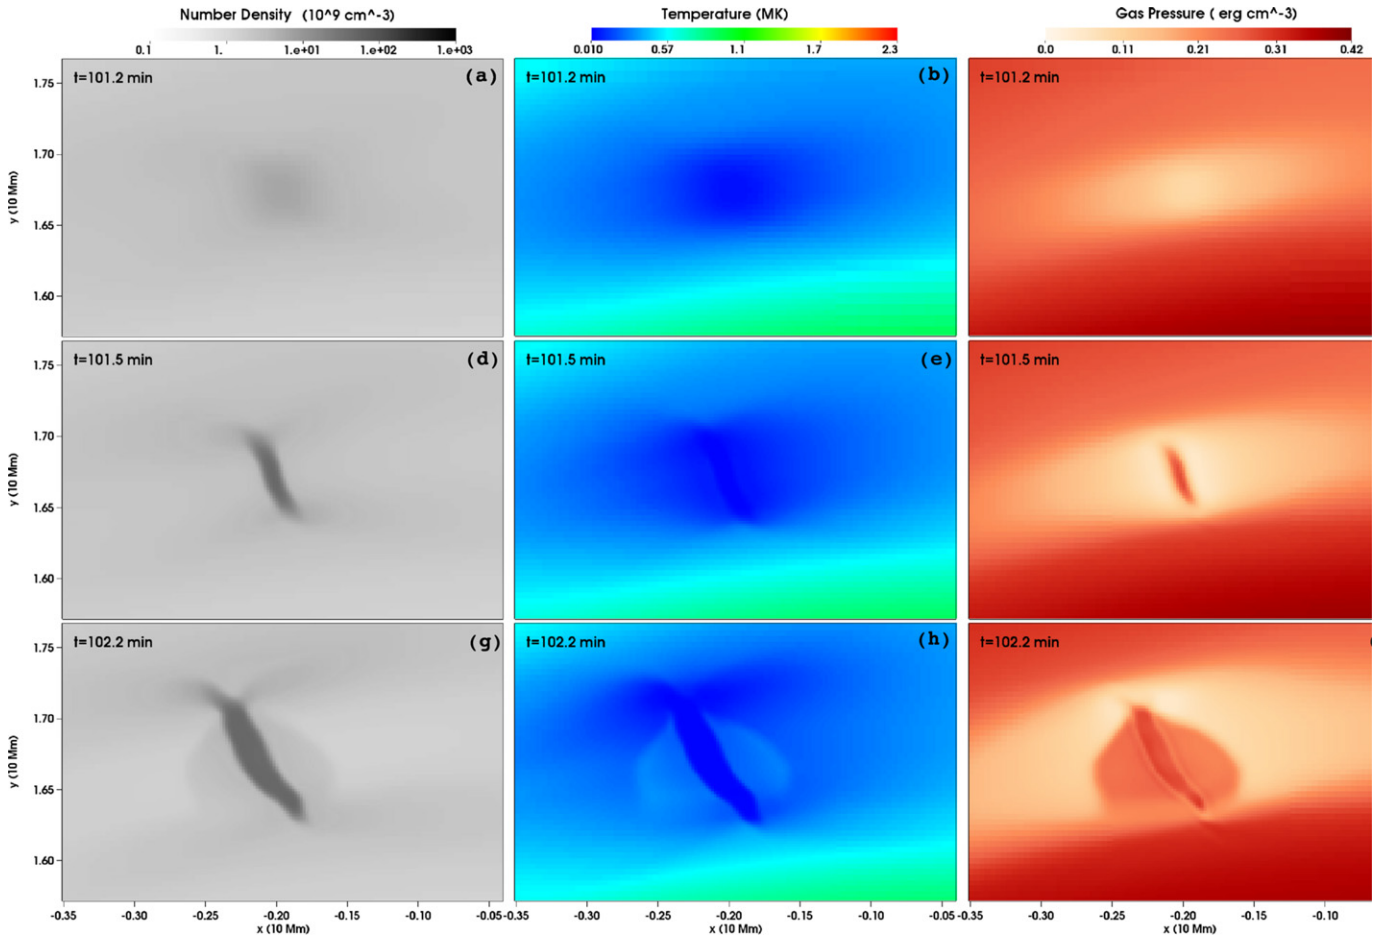 Number Density (10^9 cm^-3)
Temperature (MK)
Gas Pressure ( erg cm^-3)
0.1 1. 1.e+01 1.e+02 1.e+03
0.010 0.57 1.1 1.7 2.3
0.0 0.11 0.21 0.31 0.42
t=101.2 min (a)
t=101.2 min (b)
t=101.2 min
1.75
1.70
1.65
1.60
y (10 Mm)
t=101.5 min (d)
t=101.5 min (e)
t=101.5 min
1.75
1.70
1.65
1.60
y (10 Mm)
t=102.2 min (g)
t=102.2 min (h)
t=102.2 min
1.75
1.70
1.65
1.60
y (10 Mm)
-0.35 -0.30 -0.25 -0.20 -0.15 -0.10 -0.05
-0.35 -0.30 -0.25 -0.20 -0.15 -0.10 -0.05
-0.35 -0.30 -0.25 -0.20 -0.15 -0.10
x (10 Mm)
x (10 Mm)
x (10 Mm)